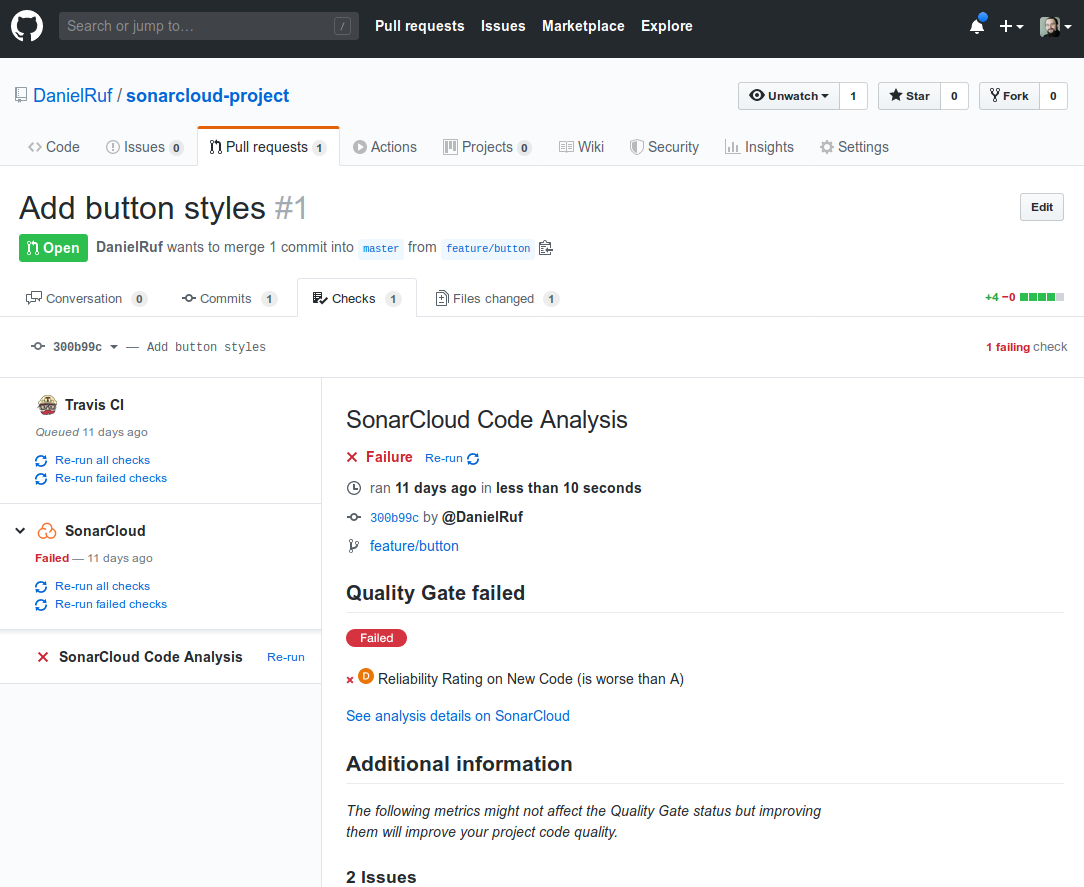 Search or jump to… /
Pull requests Issues Marketplace Explore
DanielRuf / sonarcloud-project
Unwatch 1 Star 0 Fork 0
Code Issues 0 Pull requests 1 Actions Projects 0 Wiki Security Insights Settings
Add button styles #1
Edit
Open DanielRuf wants to merge 1 commit into master from feature/button
Conversation 0 Commits 1 Checks 1 Files changed 1
+4 −0
300b99c — Add button styles
1 failing check
Travis CI
Queued 11 days ago
Re-run all checks
Re-run failed checks
SonarCloud
Failed — 11 days ago
Re-run all checks
Re-run failed checks
SonarCloud Code Analysis Re-run
SonarCloud Code Analysis
Failure Re-run
ran 11 days ago in less than 10 seconds
300b99c by @DanielRuf
feature/button
Quality Gate failed
Failed
D Reliability Rating on New Code (is worse than A)
See analysis details on SonarCloud
Additional information
The following metrics might not affect the Quality Gate status but improving
them will improve your project code quality.
2 Issues